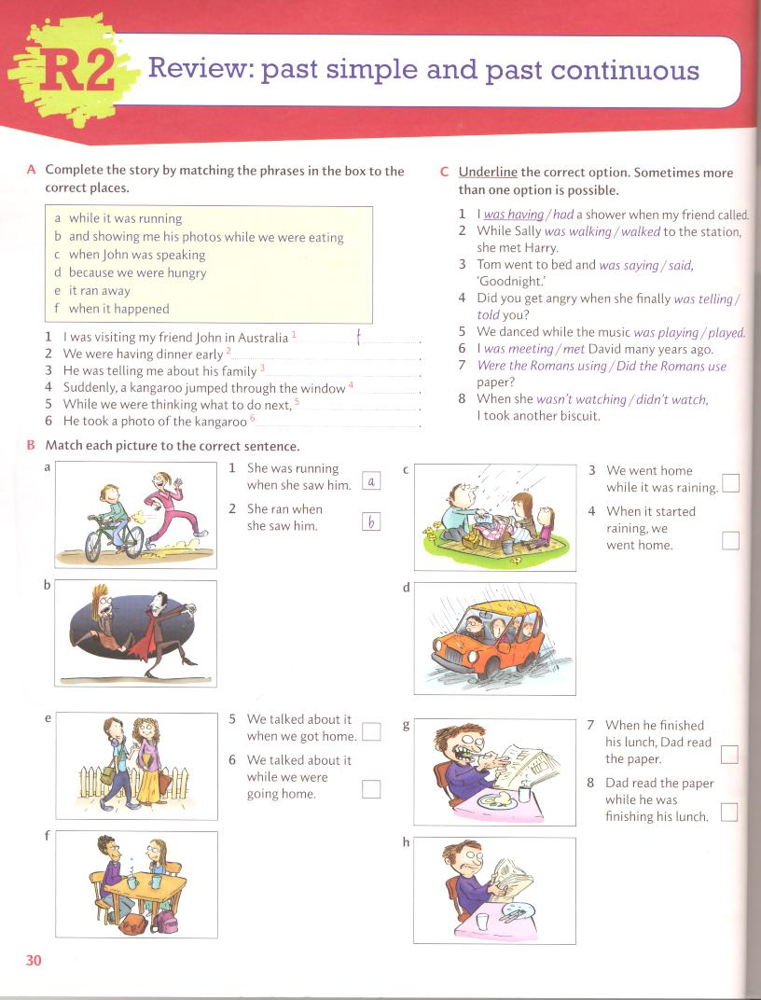 R2
Review: past simple and past continuous
A Complete the story by matching the phrases in the box to the
correct places.
a while it was running
b and showing me his photos while we were eating
c when John was speaking
d because we were hungry
e it ran away
f when it happened
1 I was visiting my friend John in Australia 1 f .
2 We were having dinner early 2 .
3 He was telling me about his family 3 .
4 Suddenly, a kangaroo jumped through the window 4 .
5 While we were thinking what to do next, 5 .
6 He took a photo of the kangaroo 6 .
C Underline the correct option. Sometimes more
than one option is possible.
1 I was having / had a shower when my friend called.
2 While Sally was walking / walked to the station,
she met Harry.
3 Tom went to bed and was saying / said,
'Goodnight.'
4 Did you get angry when she finally was telling /
told you?
5 We danced while the music was playing / played.
6 I was meeting / met David many years ago.
7 Were the Romans using / Did the Romans use
paper?
8 When she wasn't watching / didn't watch,
I took another biscuit.
B Match each picture to the correct sentence.
a
1 She was running
when she saw him. a
2 She ran when
she saw him. b
b
c
3 We went home
while it was raining.
4 When it started
raining, we
went home.
d
e
5 We talked about it
when we got home.
6 We talked about it
while we were
going home.
f
g
7 When he finished
his lunch, Dad read
the paper.
8 Dad read the paper
while he was
finishing his lunch.
h
30